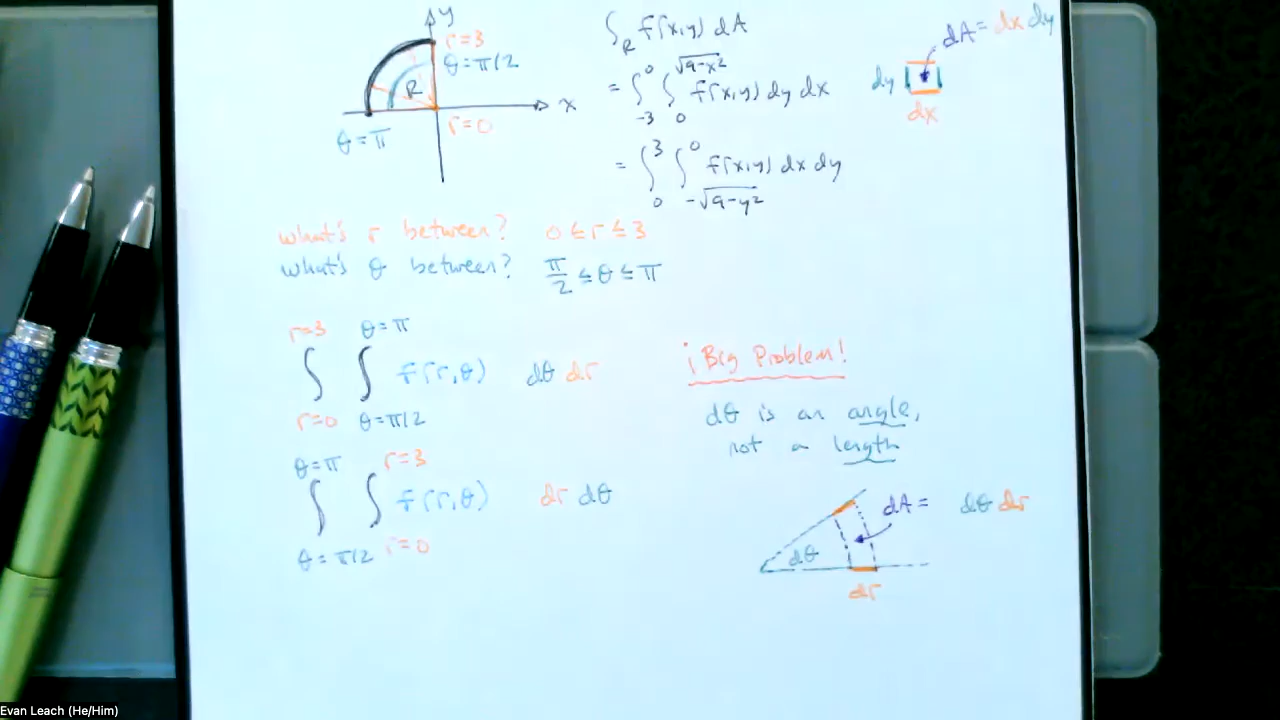 y
r=3
θ=π/2
R
x
r=0
θ=π
∫_R f(x,y) dA
= ∫_{-3}^{0} ∫_{0}^{√(9-x²)} f(x,y) dy dx
= ∫_{0}^{3} ∫_{-√(9-y²)}^{0} f(x,y) dx dy
dA = dx dy
dy
dx
what's r between? 0 ≤ r ≤ 3
what's θ between? π/2 ≤ θ ≤ π
∫_{r=0}^{r=3} ∫_{θ=π/2}^{θ=π} f(r,θ) dθ dr
∫_{θ=π/2}^{θ=π} ∫_{r=0}^{r=3} f(r,θ) dr dθ
¡Big Problem!
dθ is an angle,
not a length
dA = dθ dr
dθ
dr
Evan Leach (He/Him)